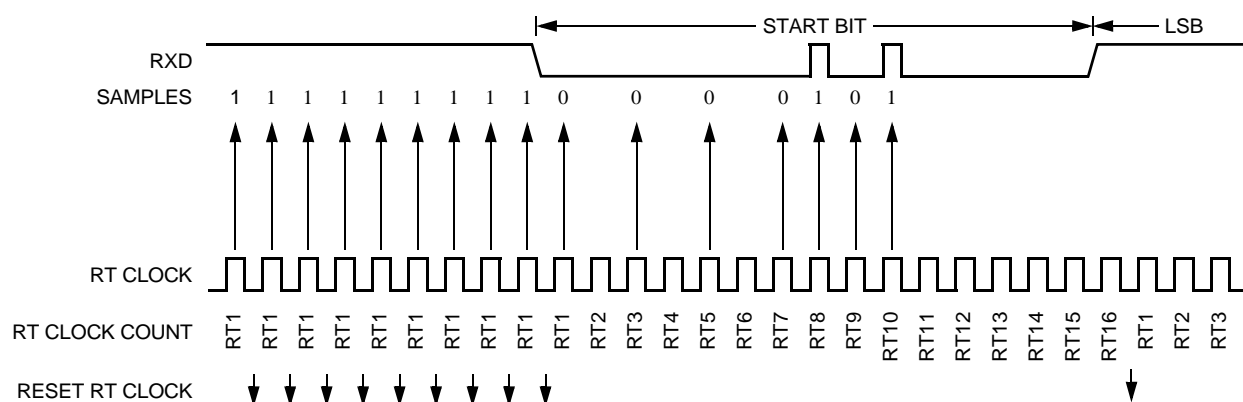 START BIT LSB
RXD
SAMPLES 1 1 1 1 1 1 1 1 1 0 0 0 0 1 0 1
RT CLOCK
RT CLOCK COUNT RT1 RT1 RT1 RT1 RT1 RT1 RT1 RT1 RT1 RT1 RT2 RT3 RT4 RT5 RT6 RT7 RT8 RT9 RT10 RT11 RT12 RT13 RT14 RT15 RT16 RT1 RT2 RT3
RESET RT CLOCK